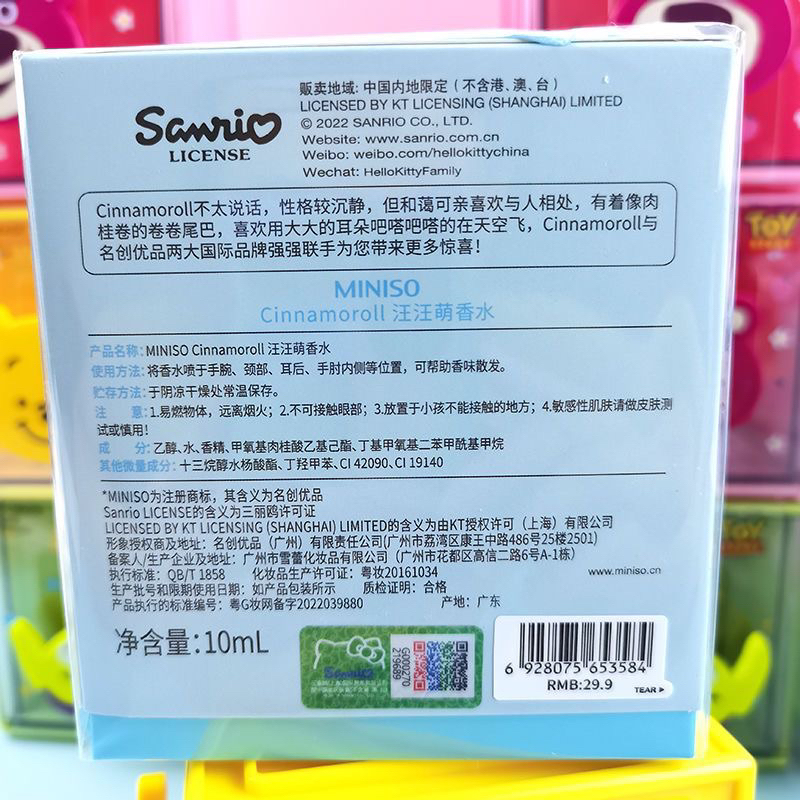 Sanrio
LICENSE
贩卖地域: 中国内地限定（不含港、澳、台）
LICENSED BY KT LICENSING (SHANGHAI) LIMITED
© 2022 SANRIO CO., LTD.
Website: www.sanrio.com.cn
Weibo: weibo.com/hellokittychina
Wechat: HelloKittyFamily
Cinnamoroll不太说话，性格较沉静，但和蔼可亲喜欢与人相处，有着像肉
桂卷的卷卷尾巴，喜欢用大大的耳朵吧嗒吧嗒的在天空飞，Cinnamoroll与
名创优品两大国际品牌强强联手为您带来更多惊喜！
MINISO
Cinnamoroll 汪汪萌香水
产品名称: MINISO Cinnamoroll 汪汪萌香水
使用方法: 将香水喷于手腕、颈部、耳后、手肘内侧等位置，可帮助香味散发。
贮存方法: 于阴凉干燥处常温保存。
注 意: 1.易燃物体，远离烟火；2.不可接触眼部；3.放置于小孩不能接触的地方；4.敏感性肌肤请做皮肤测
试或慎用！
成 分: 乙醇、水、香精、甲氧基肉桂酸乙基己酯、丁基甲氧基二苯甲酰基甲烷
其他微量成分: 十三烷醇水杨酸酯、丁羟甲苯、CI 42090、CI 19140
*MINISO为注册商标，其含义为名创优品
Sanrio LICENSE的含义为三丽鸥许可证
LICENSED BY KT LICENSING (SHANGHAI) LIMITED的含义为由KT授权许可（上海）有限公司
形象授权商及地址: 名创优品（广州）有限责任公司(广州市荔湾区康王中路486号25楼2501)
备案人/生产企业及地址: 广州市雪蕾化妆品有限公司（广州市花都区高信二路6号A-1栋）
执行标准: QB/T 1858 化妆品生产许可证: 粤妆20161034
www.miniso.cn
生产批号和限期使用日期: 如产品包装所示 质检证明: 合格
产品执行的标准编号: 粤G妆网备字2022039880 产地: 广东
净含量: 10mL
Sanrio
G000270
219689
6 928075 653584
RMB:29.9
TEAR
TOY